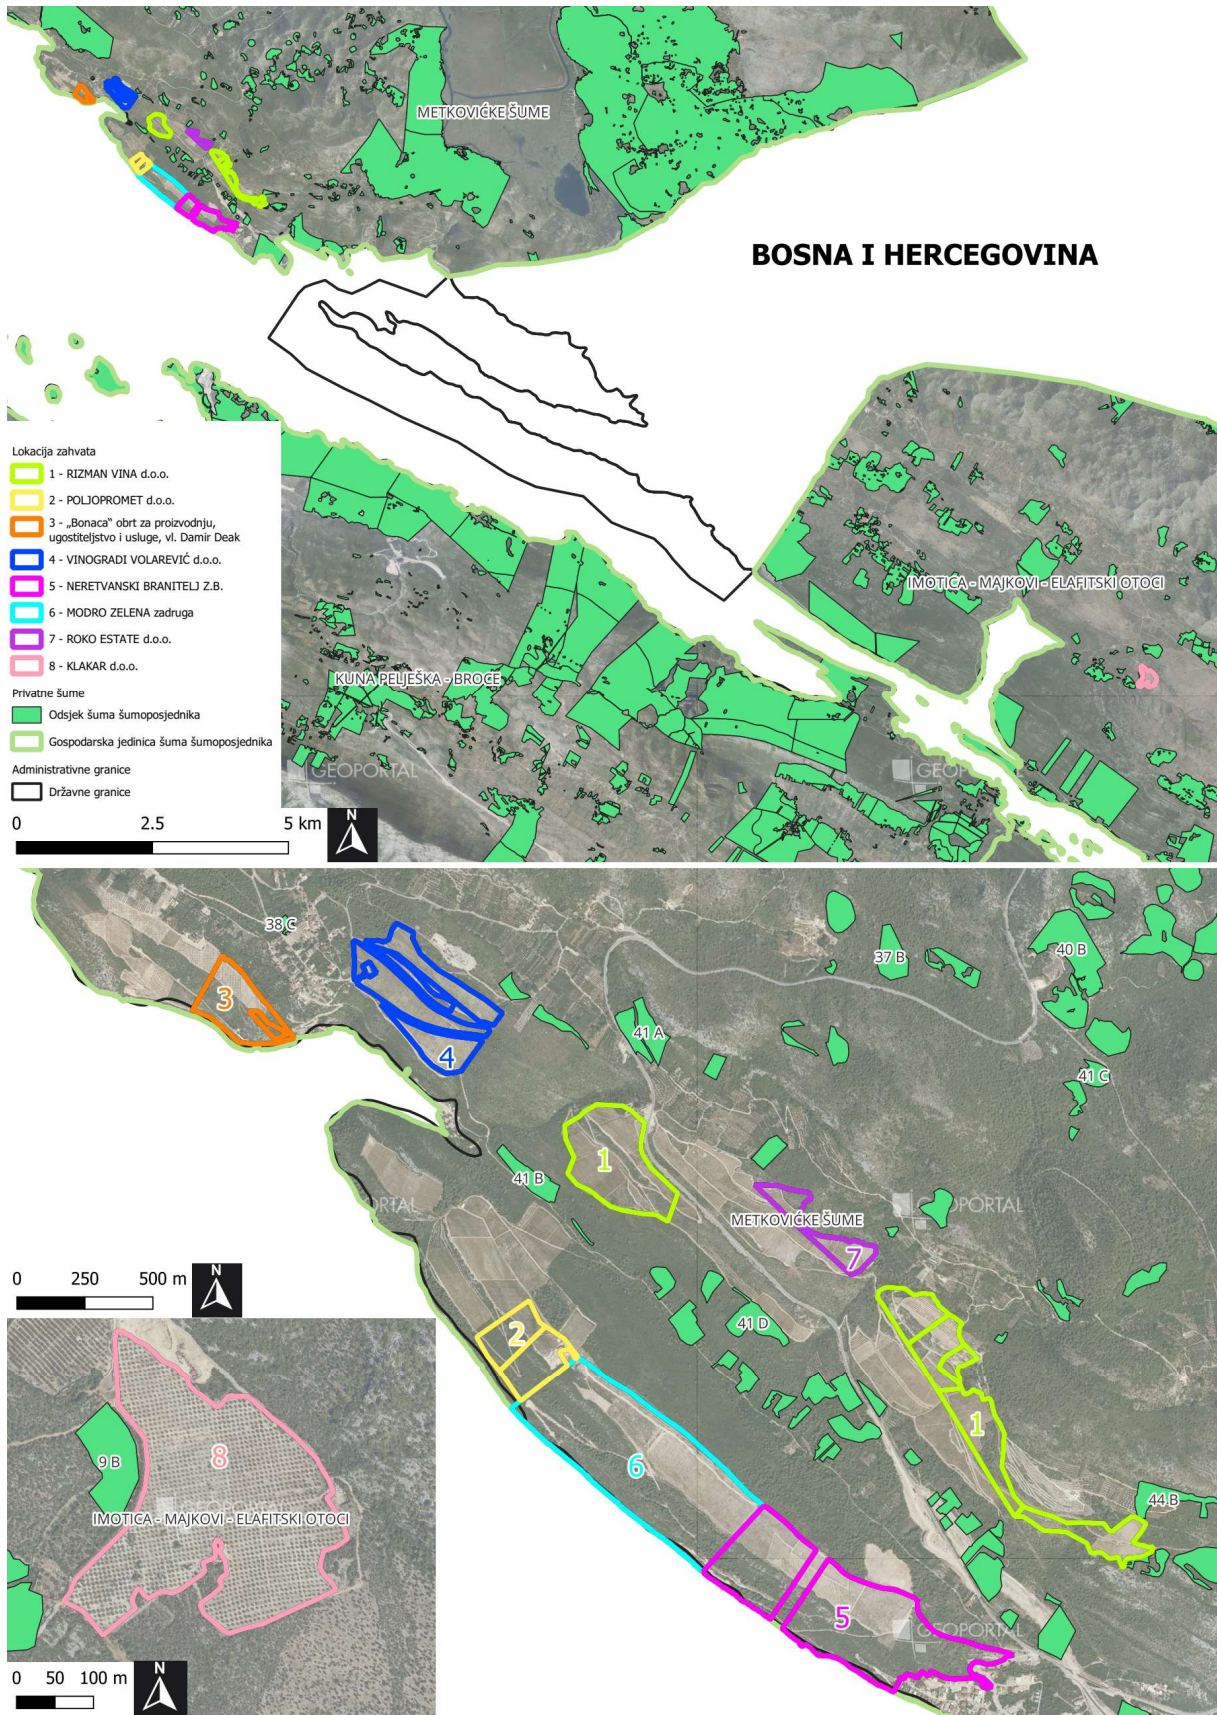 METKOVIĆKE ŠUME
BOSNA I HERCEGOVINA
IMOTICA - MAJKOVI - ELAFITSKI OTOCI
KUNA PELJEŠKA - BROCE
GEOPORTAL
GEOP
Lokacija zahvata
1 - RIZMAN VINA d.o.o.
2 - POLJOPROMET d.o.o.
3 - „Bonaca“ obrt za proizvodnju,
ugostiteljstvo i usluge, vl. Damir Deak
4 - VINOGRADI VOLAREVIĆ d.o.o.
5 - NERETVANSKI BRANITELJ Z.B.
6 - MODRO ZELENA zadruga
7 - ROKO ESTATE d.o.o.
8 - KLAKAR d.o.o.
Privatne šume
Odsjek šuma šumoposjednika
Gospodarska jedinica šuma šumoposjednika
Administrativne granice
Državne granice
0 2.5 5 km
N
38 C
37 B
40 B
3
4
41 A
41 C
1
41 B
PORTAL
GEOPORTAL
METKOVIĆKE ŠUME
7
2
41 D
1
6
44 B
5
GEOPORTAL
0 250 500 m
N
8
9 B
GEOPORTAL
IMOTICA - MAJKOVI - ELAFITSKI OTOCI
0 50 100 m
N